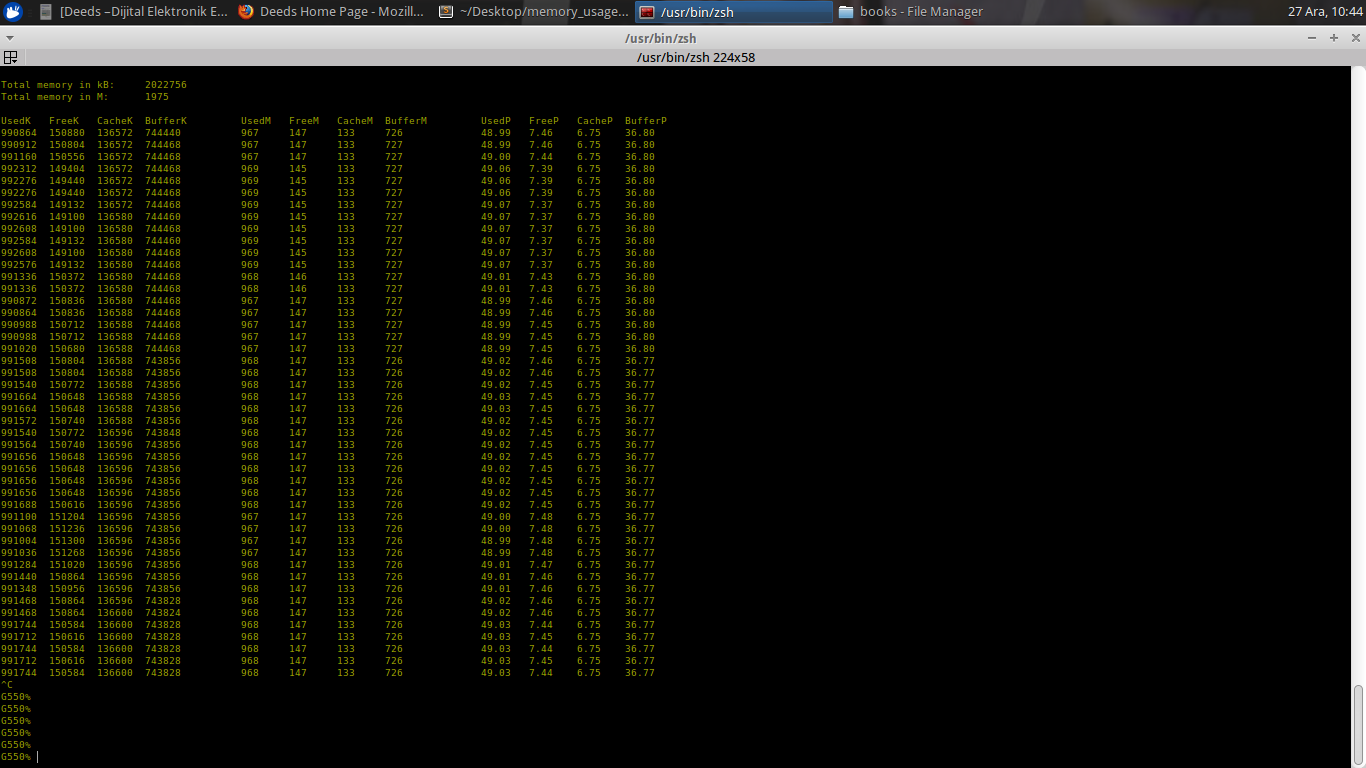 [Deeds –Dijital Elektronik E... Deeds Home Page - Mozill... ~/Desktop/memory_usage... /usr/bin/zsh books - File Manager 27 Ara, 10:44
/usr/bin/zsh
/usr/bin/zsh 224x58
Total memory in kB: 2022756
Total memory in M: 1975
UsedK FreeK CacheK BufferK UsedM FreeM CacheM BufferM UsedP FreeP CacheP BufferP
990864 150880 136572 744440 967 147 133 726 48.99 7.46 6.75 36.80
990912 150804 136572 744468 967 147 133 727 48.99 7.46 6.75 36.80
991160 150556 136572 744468 967 147 133 727 49.00 7.44 6.75 36.80
992312 149404 136572 744468 969 145 133 727 49.06 7.39 6.75 36.80
992276 149440 136572 744468 969 145 133 727 49.06 7.39 6.75 36.80
992276 149440 136572 744468 969 145 133 727 49.06 7.39 6.75 36.80
992584 149132 136572 744468 969 145 133 727 49.07 7.37 6.75 36.80
992616 149100 136580 744460 969 145 133 727 49.07 7.37 6.75 36.80
992608 149100 136580 744468 969 145 133 727 49.07 7.37 6.75 36.80
992584 149132 136580 744460 969 145 133 727 49.07 7.37 6.75 36.80
992608 149100 136580 744468 969 145 133 727 49.07 7.37 6.75 36.80
992576 149132 136580 744468 969 145 133 727 49.07 7.37 6.75 36.80
991336 150372 136580 744468 968 146 133 727 49.01 7.43 6.75 36.80
991336 150372 136580 744468 968 146 133 727 49.01 7.43 6.75 36.80
990872 150836 136580 744468 967 147 133 727 48.99 7.46 6.75 36.80
990864 150836 136588 744468 967 147 133 727 48.99 7.46 6.75 36.80
990988 150712 136588 744468 967 147 133 727 48.99 7.45 6.75 36.80
990988 150712 136588 744468 967 147 133 727 48.99 7.45 6.75 36.80
991020 150680 136588 744468 967 147 133 727 48.99 7.45 6.75 36.80
991508 150804 136588 743856 968 147 133 726 49.02 7.46 6.75 36.77
991508 150804 136588 743856 968 147 133 726 49.02 7.46 6.75 36.77
991540 150772 136588 743856 968 147 133 726 49.02 7.45 6.75 36.77
991664 150648 136588 743856 968 147 133 726 49.03 7.45 6.75 36.77
991664 150648 136588 743856 968 147 133 726 49.03 7.45 6.75 36.77
991572 150740 136588 743856 968 147 133 726 49.02 7.45 6.75 36.77
991540 150772 136596 743848 968 147 133 726 49.02 7.45 6.75 36.77
991564 150740 136596 743856 968 147 133 726 49.02 7.45 6.75 36.77
991656 150648 136596 743856 968 147 133 726 49.02 7.45 6.75 36.77
991656 150648 136596 743856 968 147 133 726 49.02 7.45 6.75 36.77
991656 150648 136596 743856 968 147 133 726 49.02 7.45 6.75 36.77
991656 150648 136596 743856 968 147 133 726 49.02 7.45 6.75 36.77
991688 150616 136596 743856 968 147 133 726 49.02 7.45 6.75 36.77
991100 151204 136596 743856 967 147 133 726 49.00 7.48 6.75 36.77
991068 151236 136596 743856 967 147 133 726 49.00 7.48 6.75 36.77
991004 151300 136596 743856 967 147 133 726 48.99 7.48 6.75 36.77
991036 151268 136596 743856 967 147 133 726 48.99 7.48 6.75 36.77
991284 151020 136596 743856 968 147 133 726 49.01 7.47 6.75 36.77
991440 150864 136596 743856 968 147 133 726 49.01 7.46 6.75 36.77
991348 150956 136596 743856 968 147 133 726 49.01 7.46 6.75 36.77
991468 150864 136596 743828 968 147 133 726 49.02 7.46 6.75 36.77
991468 150864 136600 743824 968 147 133 726 49.02 7.46 6.75 36.77
991744 150584 136600 743828 968 147 133 726 49.03 7.44 6.75 36.77
991712 150616 136600 743828 968 147 133 726 49.03 7.45 6.75 36.77
991744 150584 136600 743828 968 147 133 726 49.03 7.44 6.75 36.77
991712 150616 136600 743828 968 147 133 726 49.03 7.45 6.75 36.77
991744 150584 136600 743828 968 147 133 726 49.03 7.44 6.75 36.77
^C
G550%
G550%
G550%
G550%
G550%
G550%